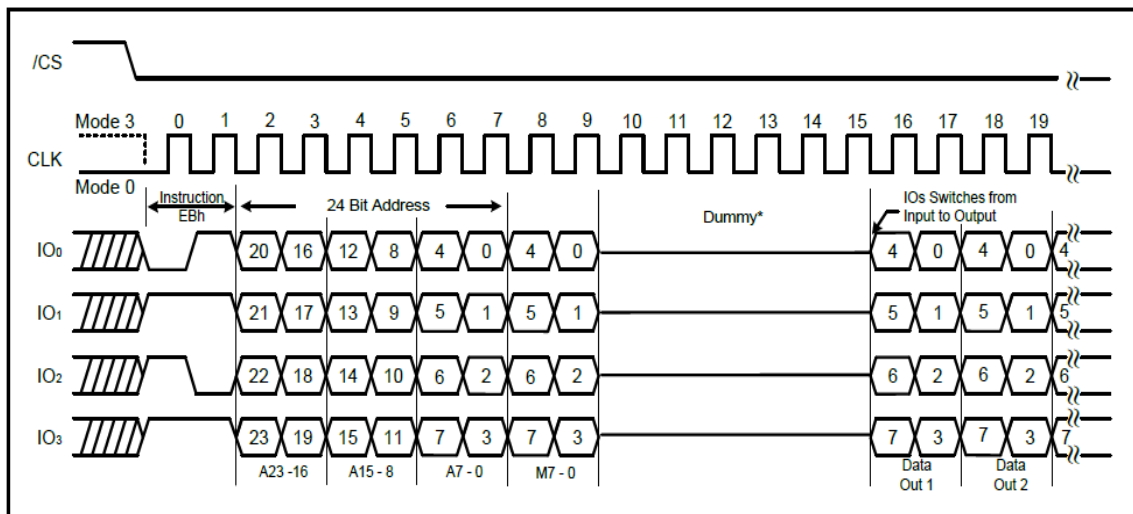 /CS
Mode 3 0 1 2 3 4 5 6 7 8 9 10 11 12 13 14 15 16 17 18 19
CLK
Mode 0
Instruction
EBh
24 Bit Address
Dummy*
IOs Switches from
Input to Output
IO0 20 16 12 8 4 0 4 0 4 0 4 0 4
IO1 21 17 13 9 5 1 5 1 5 1 5 1 5
IO2 22 18 14 10 6 2 6 2 6 2 6 2 6
IO3 23 19 15 11 7 3 7 3 7 3 7 3 7
A23 -16 A15 - 8 A7 - 0 M7 - 0
Data
Out 1
Data
Out 2